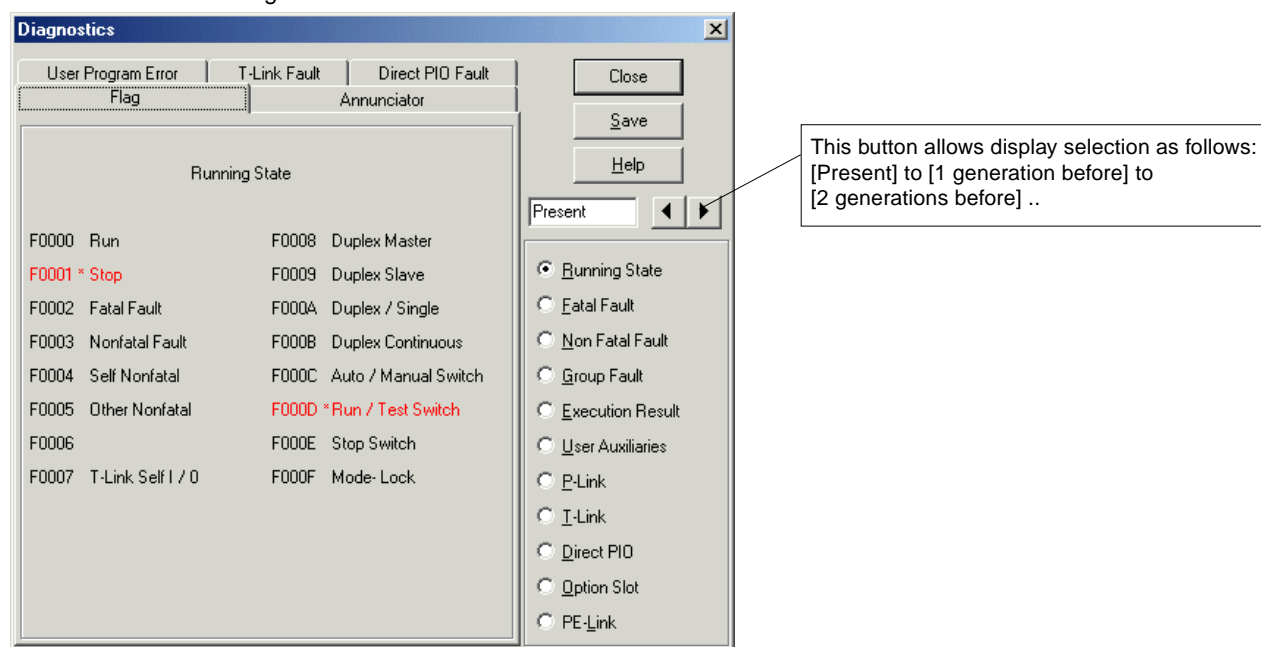 Diagnostics
User Program Error
T-Link Fault
Direct PIO Fault
Flag
Annunciator
Running State
F0000 Run
F0001 * Stop
F0002 Fatal Fault
F0003 Nonfatal Fault
F0004 Self Nonfatal
F0005 Other Nonfatal
F0006
F0007 T-Link Self I / 0
F0008 Duplex Master
F0009 Duplex Slave
F000A Duplex / Single
F000B Duplex Continuous
F000C Auto / Manual Switch
F000D * Run / Test Switch
F000E Stop Switch
F000F Mode- Lock
Close
Save
Help
Present
Running State
Fatal Fault
Non Fatal Fault
Group Fault
Execution Result
User Auxiliaries
P-Link
T-Link
Direct PIO
Option Slot
PE-Link
This button allows display selection as follows:
[Present] to [1 generation before] to
[2 generations before] ..